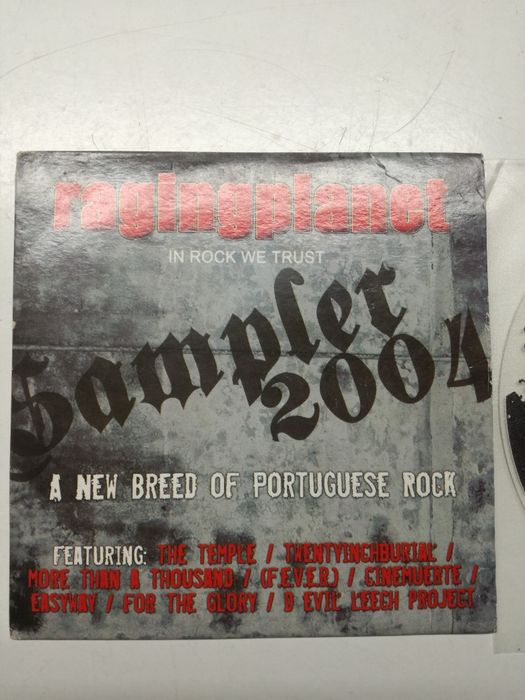 ragingplanet
IN ROCK WE TRUST
Sampler
2004
A NEW BREED OF PORTUGUESE ROCK
FEATURING: THE TEMPLE / TWENTYINCHBURIAL /
MORE THAN A THOUSAND / (F.E.V.E.R.) / CINEMUERTE /
EASYWAY / FOR THE GLORY / D EVIL LEECH PROJECT